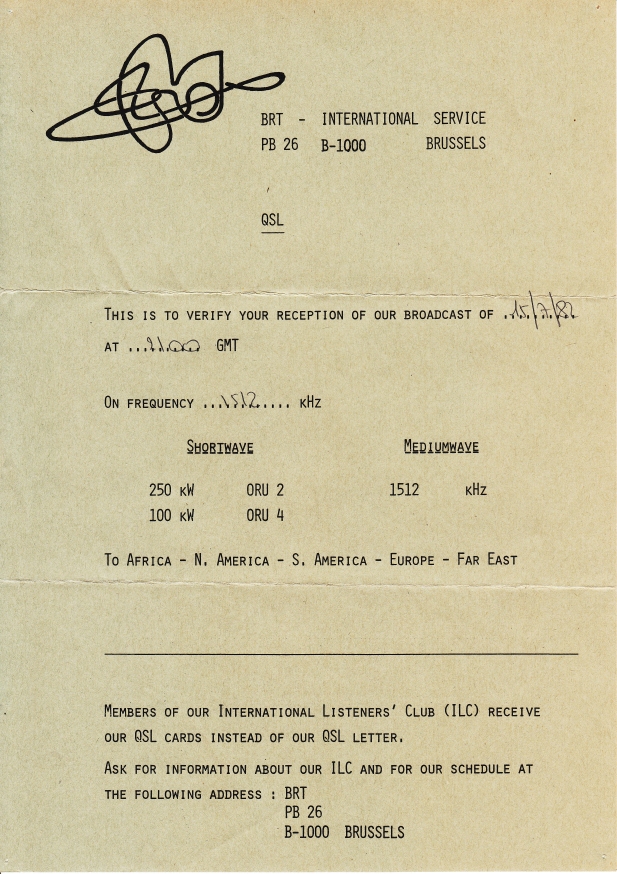 BRT - INTERNATIONAL SERVICE
PB 26 B-1000 BRUSSELS
QSL
THIS IS TO VERIFY YOUR RECEPTION OF OUR BROADCAST OF ..15/7/82..
AT ...21.00... GMT
ON FREQUENCY ...1512.... KHZ
SHORTWAVE MEDIUMWAVE
250 KW ORU 2 1512 KHZ
100 KW ORU 4
TO AFRICA - N. AMERICA - S. AMERICA - EUROPE - FAR EAST
MEMBERS OF OUR INTERNATIONAL LISTENERS' CLUB (ILC) RECEIVE
OUR QSL CARDS INSTEAD OF OUR QSL LETTER.
ASK FOR INFORMATION ABOUT OUR ILC AND FOR OUR SCHEDULE AT
THE FOLLOWING ADDRESS : BRT
PB 26
B-1000 BRUSSELS